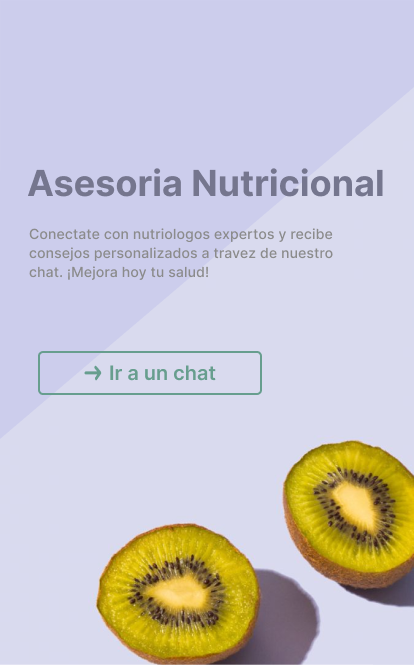 Asesoria Nutricional
Conectate con nutriologos expertos y recibe
consejos personalizados a travez de nuestro
chat. ¡Mejora hoy tu salud!
→ Ir a un chat